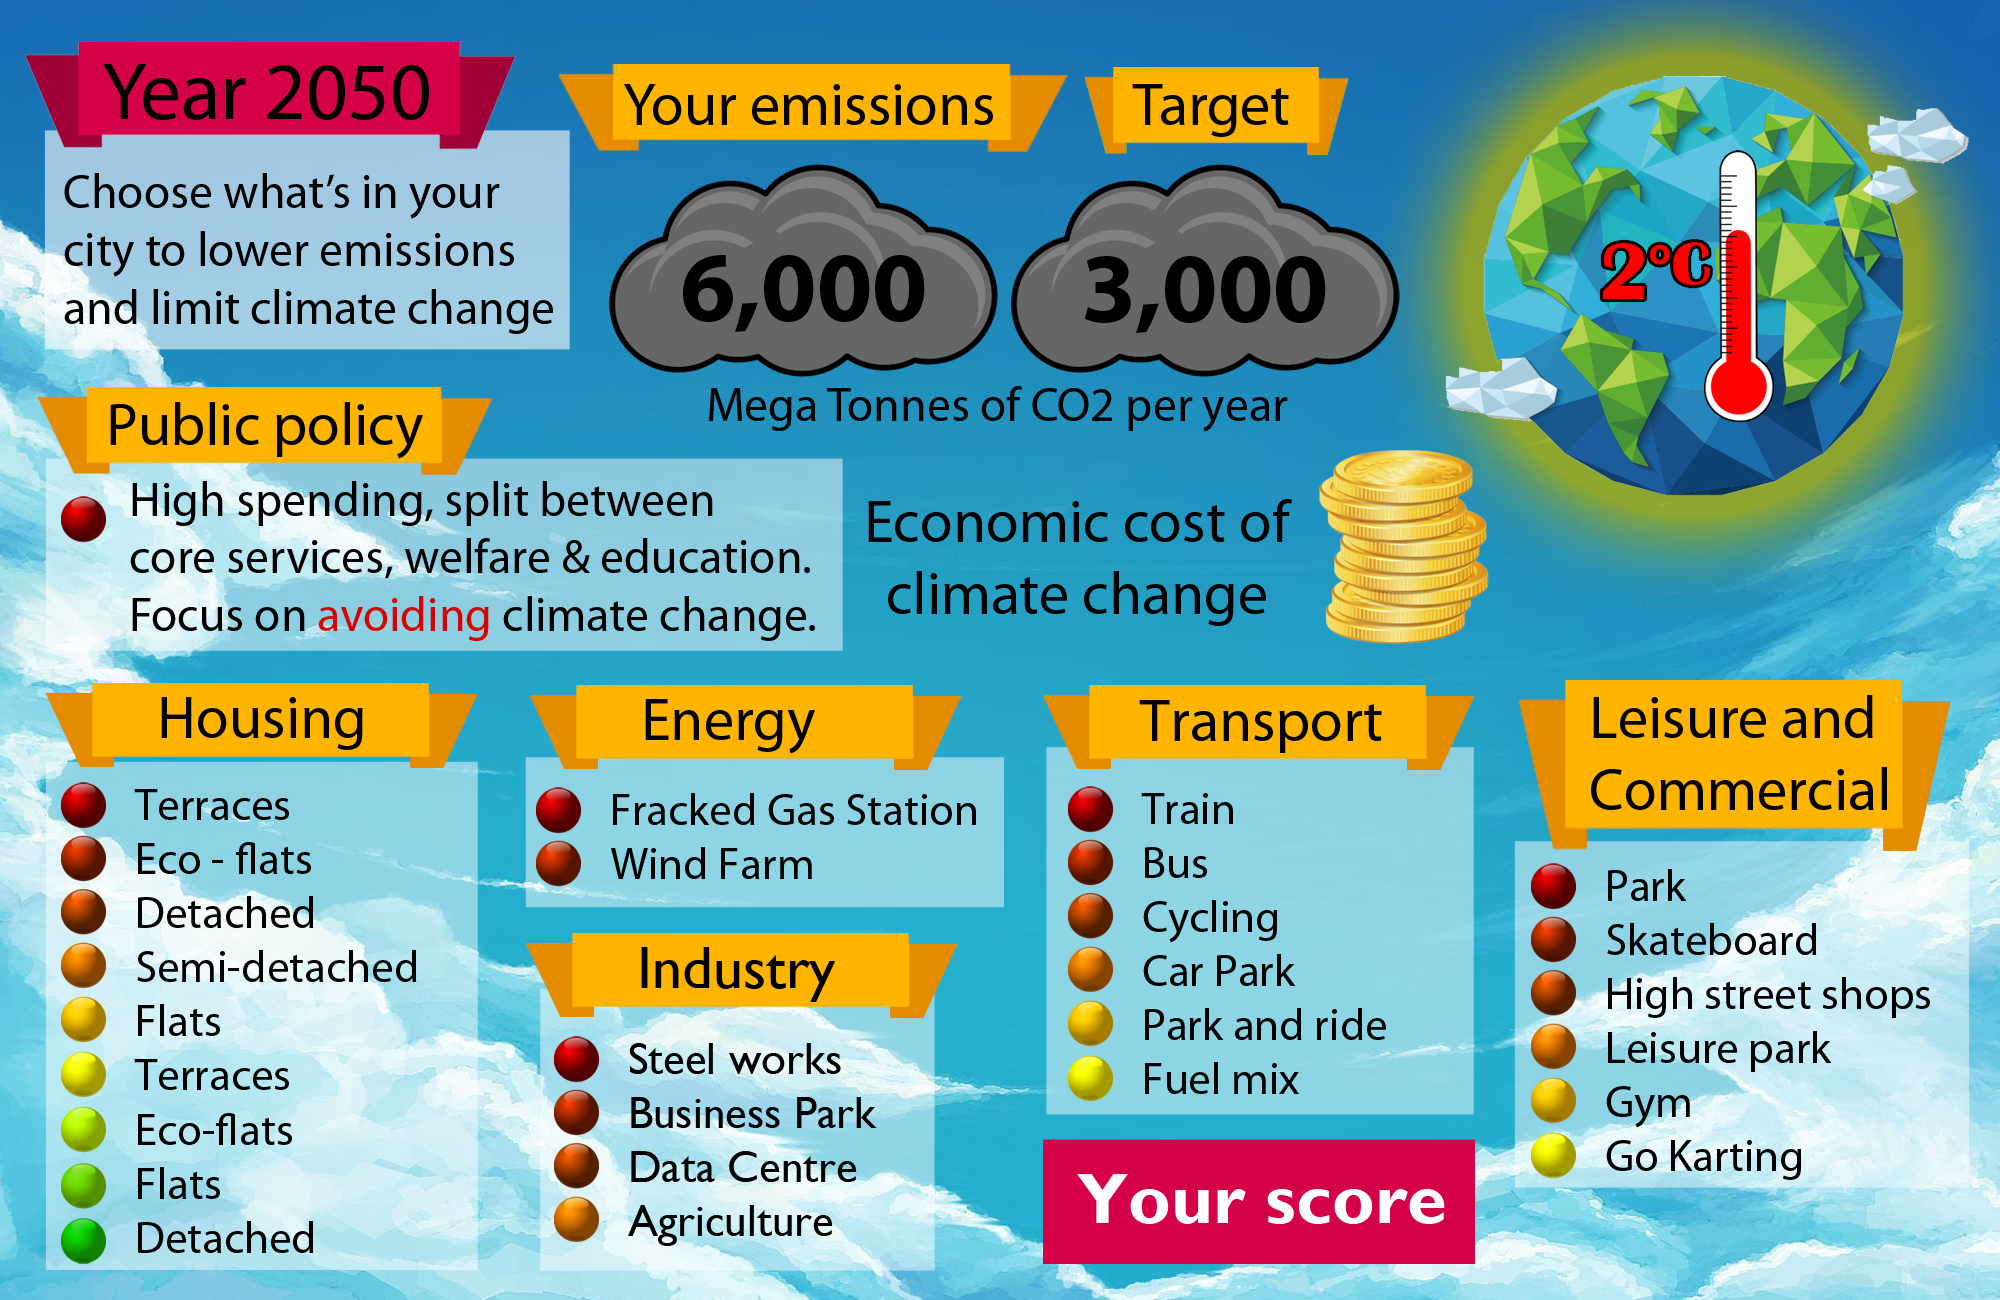 Year 2050
Choose what's in your
city to lower emissions
and limit climate change
Your emissions
Target
6,000
3,000
Mega Tonnes of CO2 per year
2°C
Public policy
High spending, split between
core services, welfare & education.
Focus on avoiding climate change.
Economic cost of
climate change
Housing
Terraces
Eco - flats
Detached
Semi-detached
Flats
Terraces
Eco-flats
Flats
Detached
Energy
Fracked Gas Station
Wind Farm
Industry
Steel works
Business Park
Data Centre
Agriculture
Transport
Train
Bus
Cycling
Car Park
Park and ride
Fuel mix
Your score
Leisure and
Commercial
Park
Skateboard
High street shops
Leisure park
Gym
Go Karting